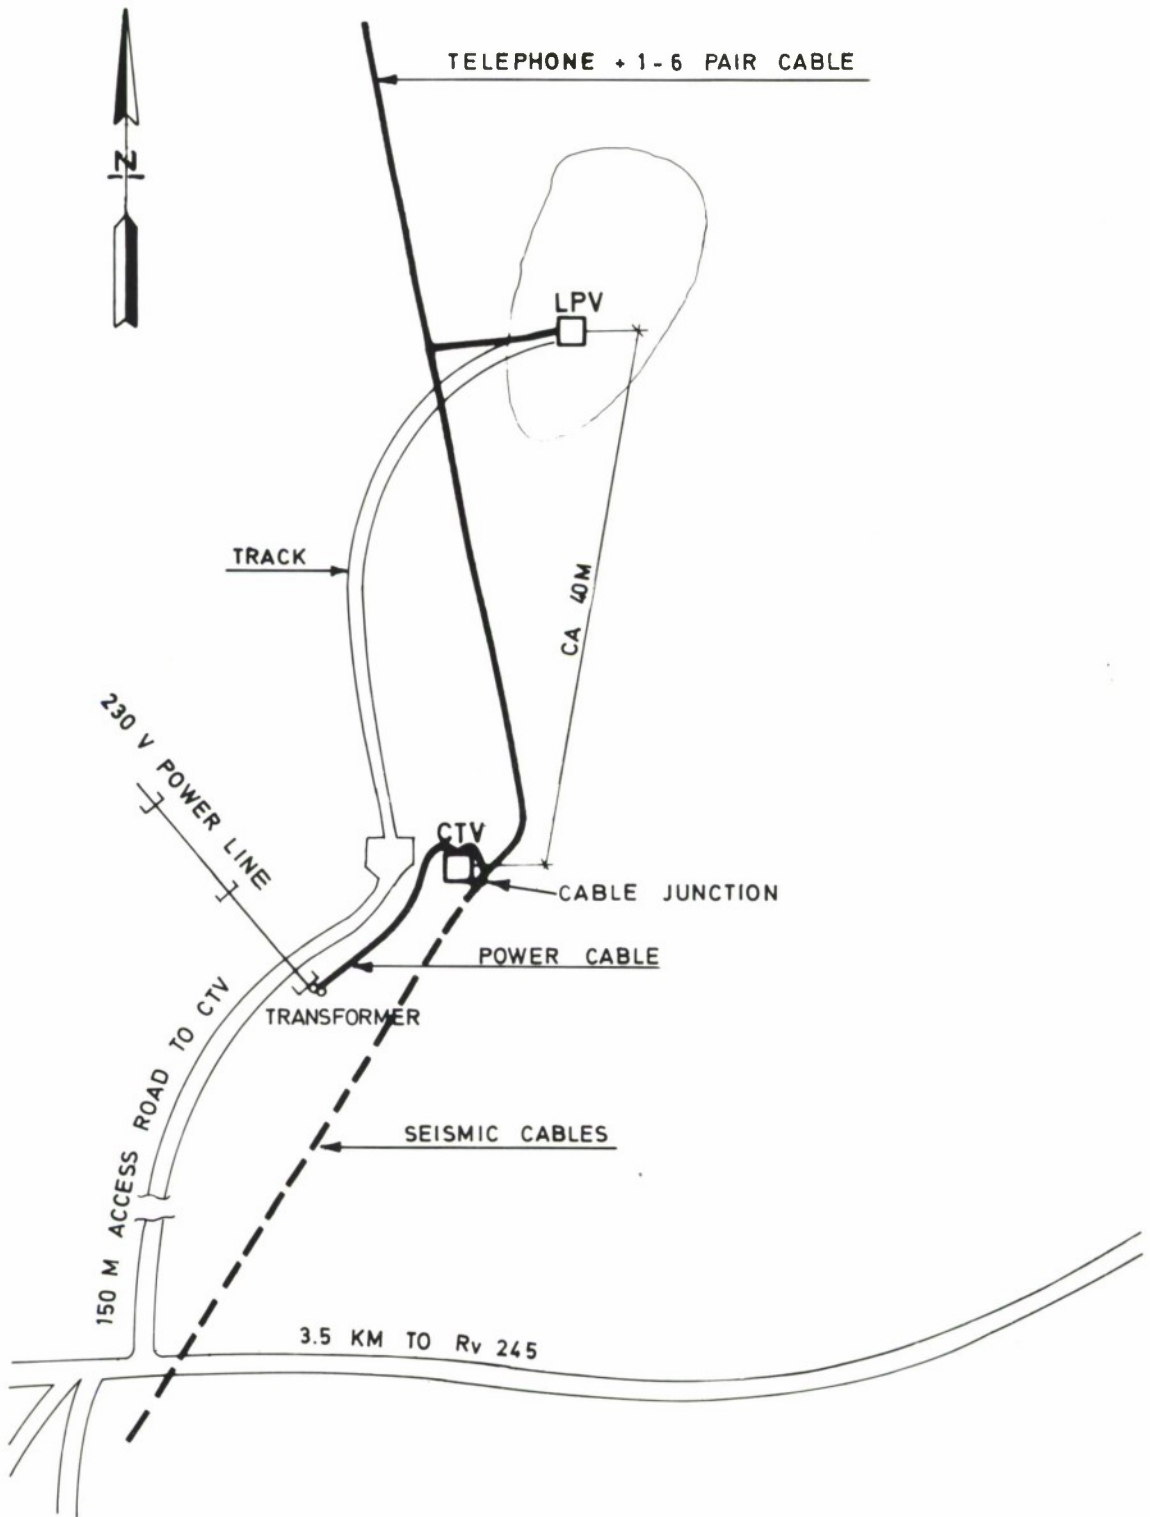 TELEPHONE + 1-6 PAIR CABLE
N
LPV
TRACK
CA 40M
230 V POWER LINE
CTV
CABLE JUNCTION
POWER CABLE
TRANSFORMER
150 M ACCESS ROAD TO CTV
SEISMIC CABLES
3.5 KM TO Rv 245